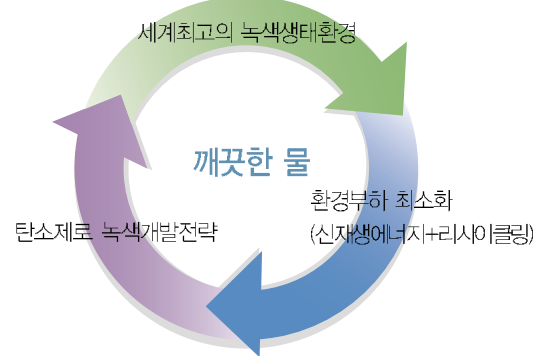 세계최고의 녹색생태환경
깨끗한 물
환경부하 최소화
(신재생에너지+리사이클링)
탄소제로 녹색개발전략